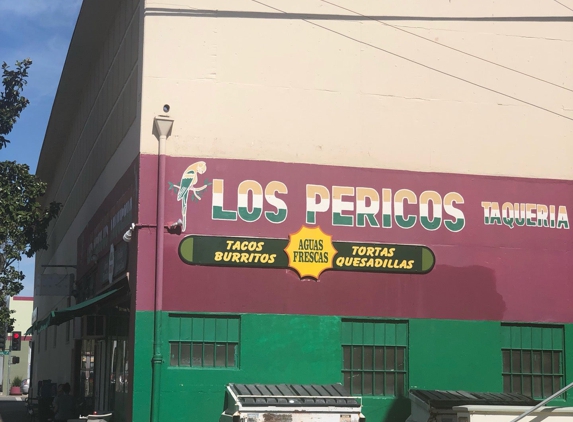 LOS PERICOS TAQUERIA
TACOS
BURRITOS
AGUAS
FRESCAS
TORTAS
QUESADILLAS